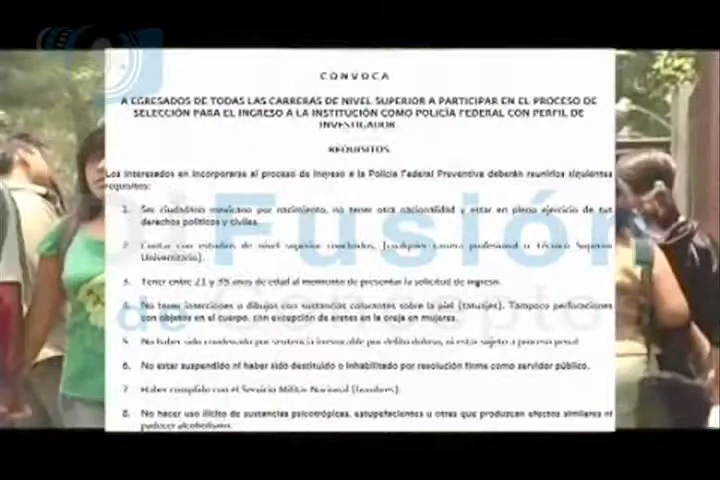 CONVOCA
A EGRESADOS DE TODAS LAS CARRERAS DE NIVEL SUPERIOR A PARTICIPAR EN EL PROCESO DE
SELECCIÓN PARA EL INGRESO A LA INSTITUCIÓN COMO POLICÍA FEDERAL CON PERFIL DE
INVESTIGADOR
REQUISITOS
Los interesados en incorporarse al proceso de ingreso a la Policía Federal Preventiva deberán reunir los siguientes
requisitos:
1. Ser ciudadano mexicano por nacimiento, no tener otra nacionalidad y estar en pleno ejercicio de sus
derechos políticos y civiles.
2. Contar con estudios de nivel superior concluidos, (cualquier carrera profesional o Técnico Superior
Universitario).
3. Tener entre 21 y 35 años de edad al momento de presentar la solicitud de ingreso.
4. No tener inserciones o dibujos con sustancias colorantes sobre la piel (tatuajes). Tampoco perforaciones
con objetos en el cuerpo, con excepción de aretes en la oreja en mujeres.
5. No haber sido condenado por sentencia irrevocable por delito doloso, ni estar sujeto a proceso penal
6. No estar suspendido ni haber sido destituido o inhabilitado por resolución firme como servidor público.
7. Haber cumplido con el Servicio Militar Nacional (hombres).
8. No hacer uso ilícito de sustancias psicotrópicas, estupefacientes u otras que produzcan efectos similares ni
padecer alcoholismo.
Difusión
de